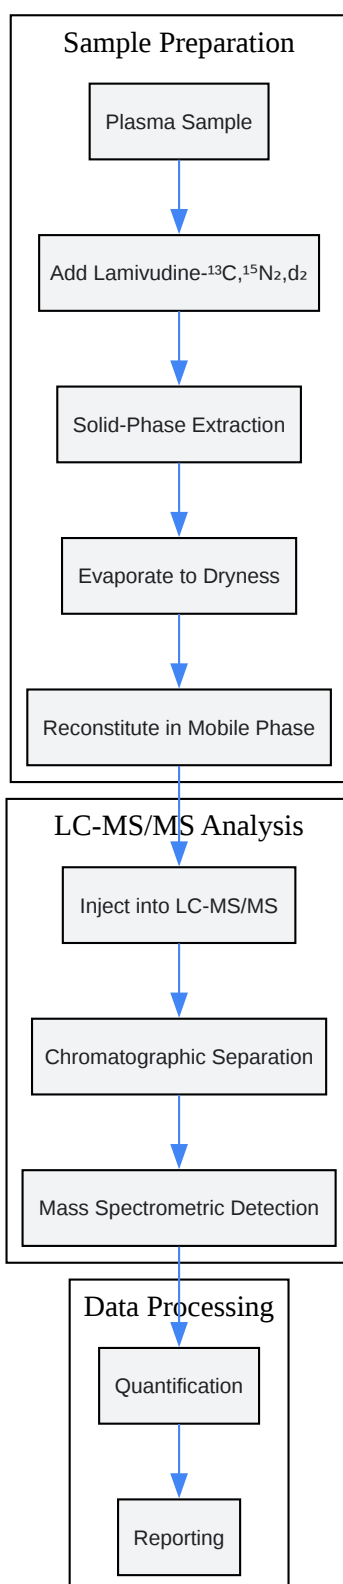 Sample Preparation
Plasma Sample
Add Lamivudine-¹³C,¹⁵N₂,d₂
Solid-Phase Extraction
Evaporate to Dryness
Reconstitute in Mobile Phase
LC-MS/MS Analysis
Inject into LC-MS/MS
Chromatographic Separation
Mass Spectrometric Detection
Data Processing
Quantification
Reporting